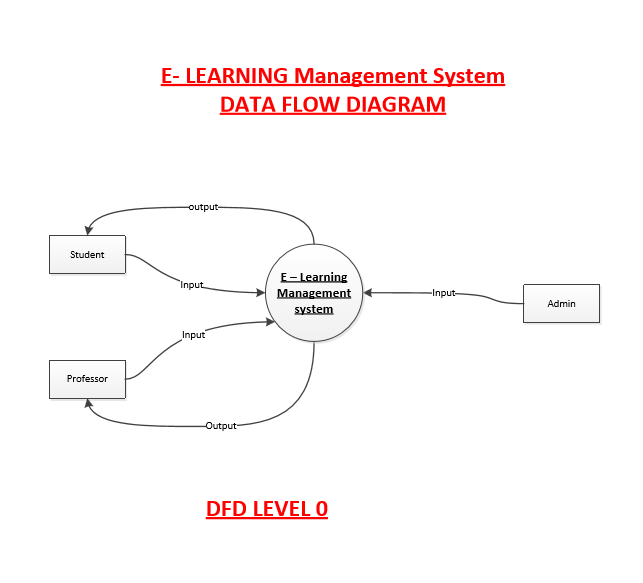 E- LEARNING Management System
DATA FLOW DIAGRAM
output
Student
Input
E – Learning
Management
system
Input
Admin
Input
Professor
Output
DFD LEVEL 0